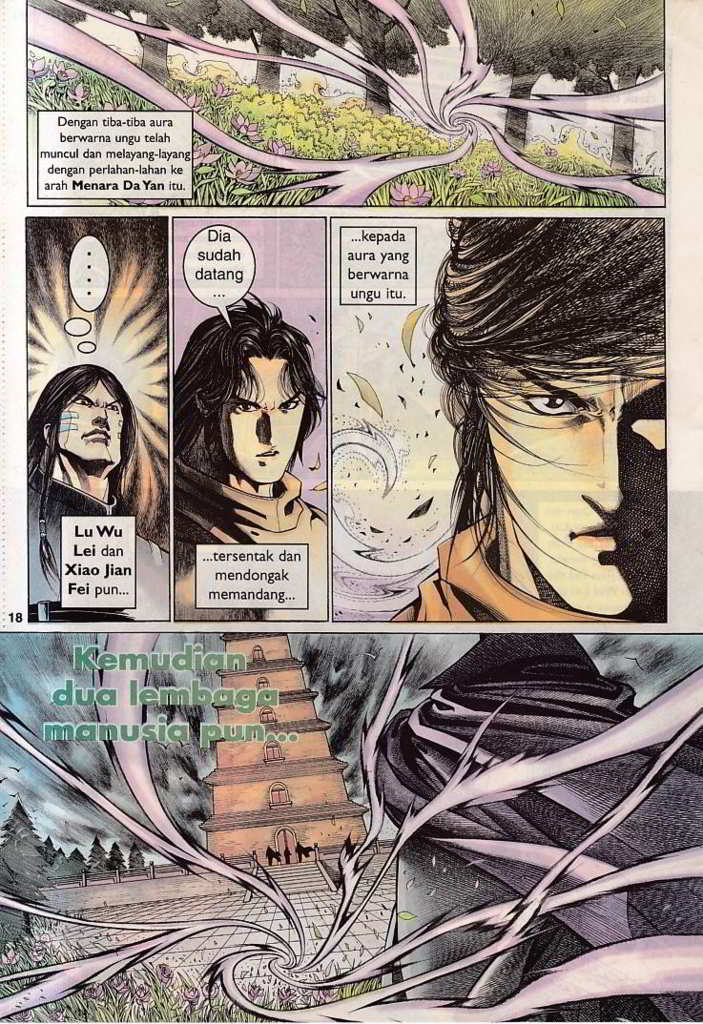 Dengan tiba-tiba aura
berwarna ungu telah
muncul dan melayang-layang
dengan perlahan-lahan ke
arah Menara Da Yan itu.
....
Dia
sudah
datang
...
...kepada
aura yang
berwarna
ungu itu.
Lu Wu
Lei dan
Xiao Jian
Fei pun...
...tersentak dan
mendongak
memandang...
18
Kemudian
dua lembaga
manusia pun...